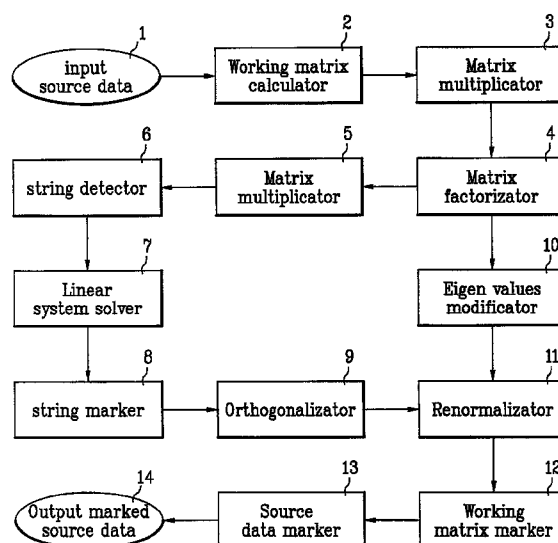 1
input
source data
2
Working matrix
calculator
3
Matrix
multiplicator
6
string detector
5
Matrix
multiplicator
4
Matrix
factorizator
7
Linear
system solver
10
Eigen values
modificator
8
string marker
9
Orthogonalizator
11
Renormalizator
14
Output marked
source data
13
Source
data marker
12
Working
matrix marker